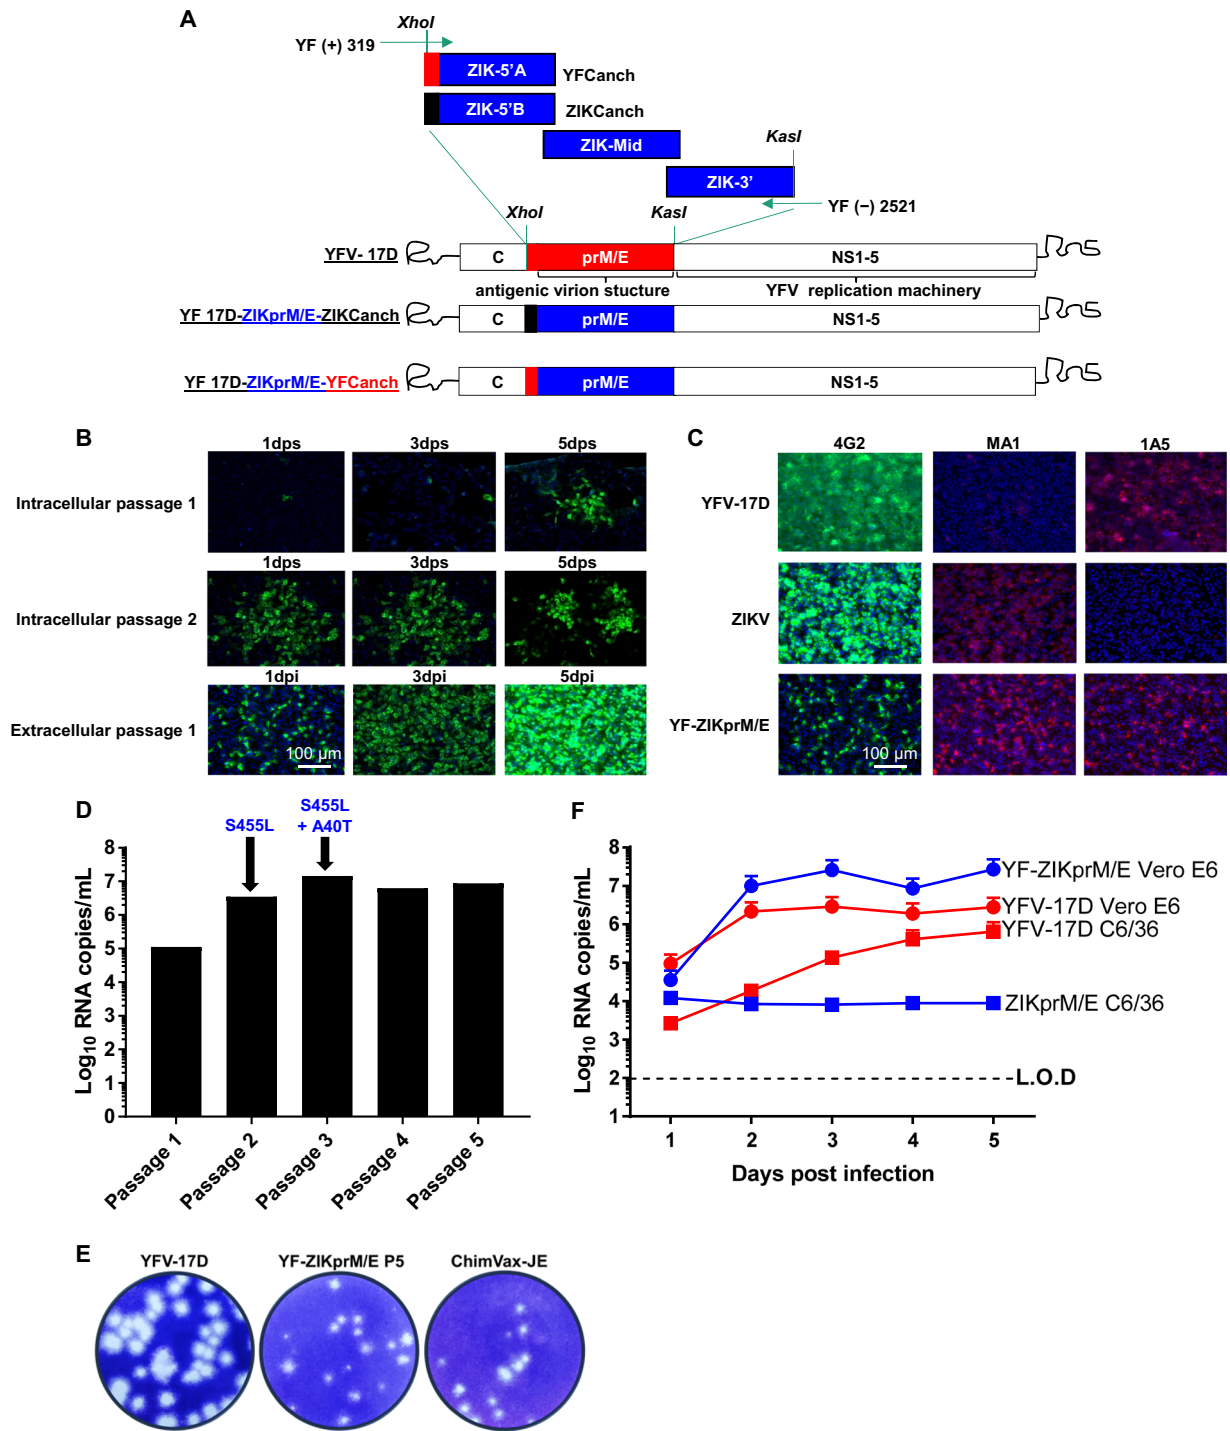 A
XhoI
YF (+) 319
ZIK-5'A
YFCanch
ZIK-5'B
ZIKCanch
ZIK-Mid
KasI
ZIK-3'
YF (−) 2521
XhoI
KasI
YFV- 17D
C
prM/E
NS1-5
antigenic virion stucture
YFV replication machinery
YF 17D-ZIKprM/E-ZIKCanch
C
prM/E
NS1-5
YF 17D-ZIKprM/E-YFCanch
C
prM/E
NS1-5
B
1dps
3dps
5dps
Intracellular passage 1
1dps
3dps
5dps
Intracellular passage 2
1dpi
3dpi
5dpi
Extracellular passage 1
100 µm
C
4G2
MA1
1A5
YFV-17D
ZIKV
YF-ZIKprM/E
100 µm
D
S455L
S455L
+ A40T
Log10 RNA copies/mL
8
7
6
5
4
3
2
1
0
Passage 1
Passage 2
Passage 3
Passage 4
Passage 5
F
Log10 RNA copies/mL
8
7
6
5
4
3
2
1
YF-ZIKprM/E Vero E6
YFV-17D Vero E6
YFV-17D C6/36
ZIKprM/E C6/36
L.O.D
1
2
3
4
5
Days post infection
E
YFV-17D
YF-ZIKprM/E P5
ChimVax-JE